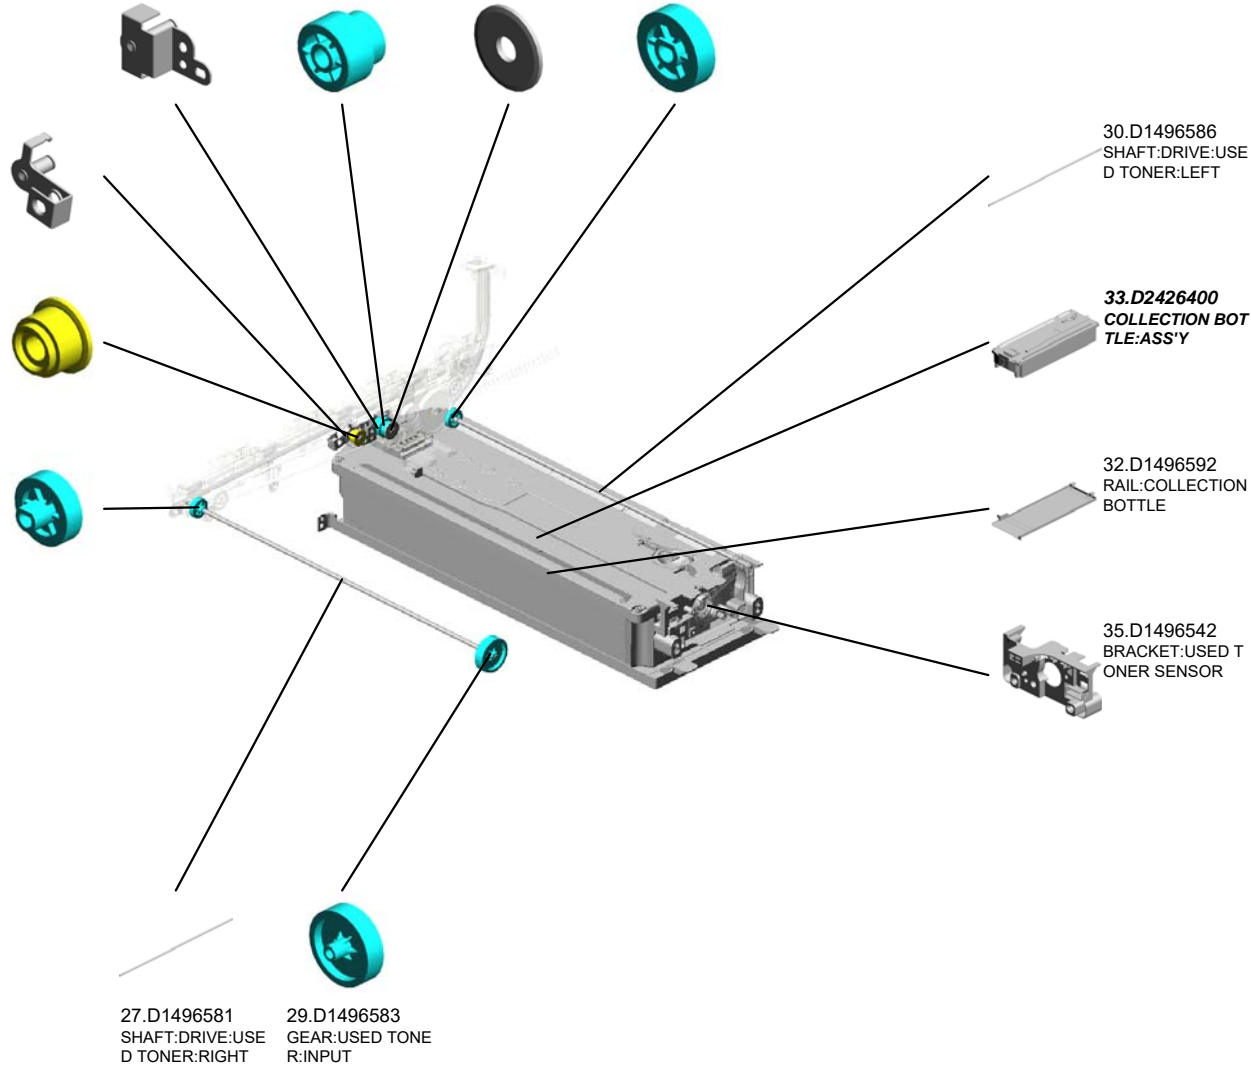 30.D1496586
SHAFT:DRIVE:USE
D TONER:LEFT
33.D2426400
COLLECTION BOT
TLE:ASS'Y
32.D1496592
RAIL:COLLECTION
BOTTLE
35.D1496542
BRACKET:USED T
ONER SENSOR
27.D1496581
SHAFT:DRIVE:USE
D TONER:RIGHT
29.D1496583
GEAR:USED TONE
R:INPUT